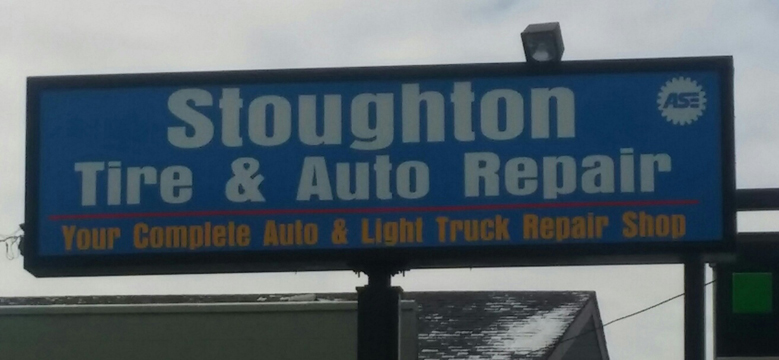 Stoughton
ASE
Tire & Auto Repair
Your Complete Auto & Light Truck Repair Shop